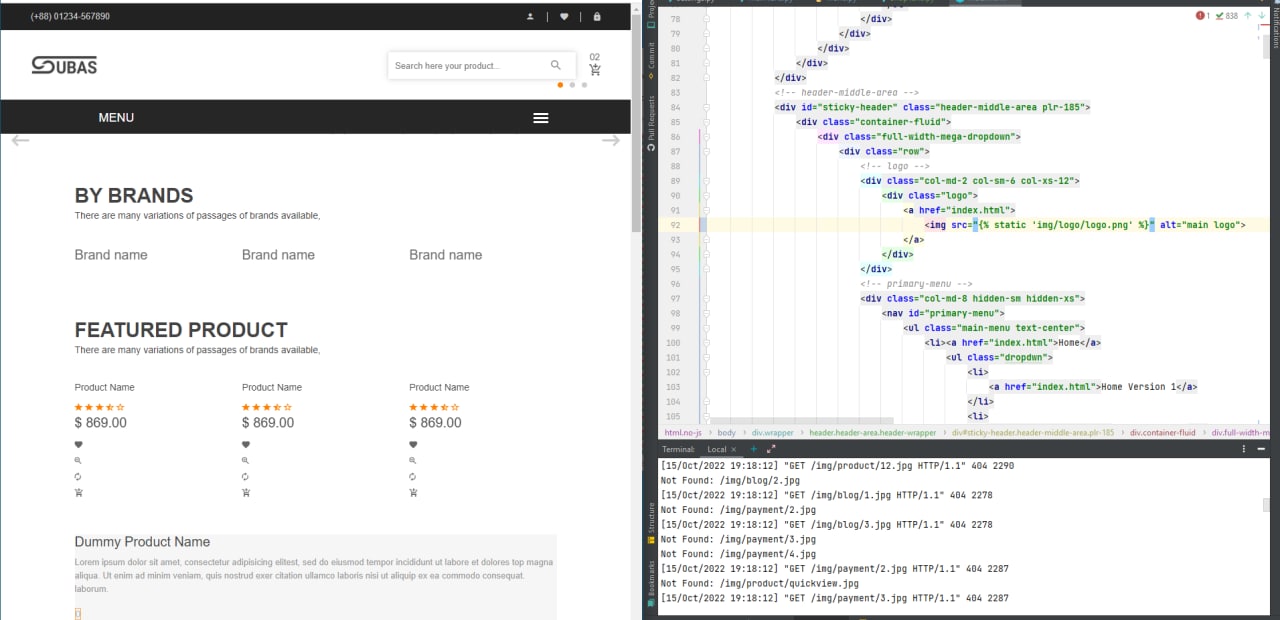 (+88) 01234-567890
SUBAS
Search here your product...
02
MENU
BY BRANDS
There are many variations of passages of brands available,
Brand name Brand name Brand name
FEATURED PRODUCT
There are many variations of passages of brands available,
Product Name Product Name Product Name
$ 869.00 $ 869.00 $ 869.00
Dummy Product Name
Lorem ipsum dolor sit amet, consectetur adipisicing elitest, sed do eiusmod tempor incididunt ut labore et dolores top magna
aliqua. Ut enim ad minim veniam, quis nostrud exer citation ullamco laboris nisi ut aliquip ex ea commodo consequat.
laborum.
Commit
Pull Requests
Structure
Bookmarks
Notifications
1 838
78 </div>
79 </div>
80 </div>
81 </div>
82 </div>
83 <!-- header-middle-area -->
84 <div id="sticky-header" class="header-middle-area plr-185">
85 <div class="container-fluid">
86 <div class="full-width-mega-dropdown">
87 <div class="row">
88 <!-- logo -->
89 <div class="col-md-2 col-sm-6 col-xs-12">
90 <div class="logo">
91 <a href="index.html">
92 <img src="{% static 'img/logo/logo.png' %}" alt="main logo">
93 </a>
94 </div>
95 </div>
96 <!-- primary-menu -->
97 <div class="col-md-8 hidden-sm hidden-xs">
98 <nav id="primary-menu">
99 <ul class="main-menu text-center">
100 <li><a href="index.html">Home</a>
101 <ul class="dropdwn">
102 <li>
103 <a href="index.html">Home Version 1</a>
104 </li>
105 <li>
html.no-js > body > div.wrapper > header.header-area.header-wrapper > div#sticky-header.header-middle-area.plr-185 > div.container-fluid > div.full-width-m
Terminal: Local × +
[15/Oct/2022 19:18:12] "GET /img/product/12.jpg HTTP/1.1" 404 2290
Not Found: /img/blog/2.jpg
[15/Oct/2022 19:18:12] "GET /img/blog/1.jpg HTTP/1.1" 404 2278
Not Found: /img/payment/2.jpg
[15/Oct/2022 19:18:12] "GET /img/blog/3.jpg HTTP/1.1" 404 2278
Not Found: /img/payment/3.jpg
Not Found: /img/payment/4.jpg
[15/Oct/2022 19:18:12] "GET /img/payment/2.jpg HTTP/1.1" 404 2287
Not Found: /img/product/quickview.jpg
[15/Oct/2022 19:18:12] "GET /img/payment/3.jpg HTTP/1.1" 404 2287